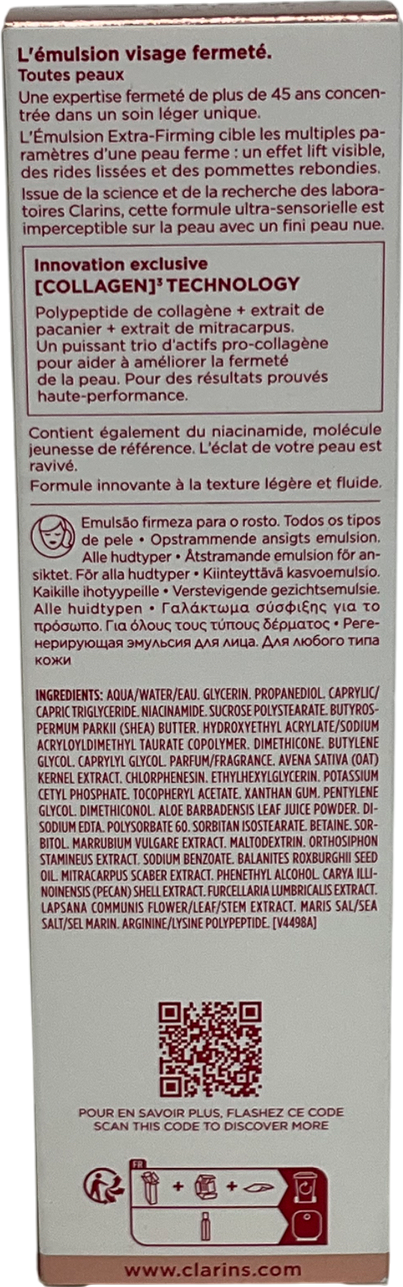 L'émulsion visage fermeté.
Toutes peaux
Une expertise fermeté de plus de 45 ans concen-
trée dans un soin léger unique.
L'Émulsion Extra-Firming cible les multiples pa-
ramètres d'une peau ferme : un effet lift visible,
des rides lissées et des pommettes rebondies.
Issue de la science et de la recherche des labora-
toires Clarins, cette formule ultra-sensorielle est
imperceptible sur la peau avec un fini peau nue.
Innovation exclusive
[COLLAGEN]³ TECHNOLOGY
Polypeptide de collagène + extrait de
pacanier + extrait de mitracarpus.
Un puissant trio d'actifs pro-collagène
pour aider à améliorer la fermeté
de la peau. Pour des résultats prouvés
haute-performance.
Contient également du niacinamide, molécule
jeunesse de référence. L'éclat de votre peau est
ravivé.
Formule innovante à la texture légère et fluide.
Emulsão firmeza para o rosto. Todos os tipos
de pele • Opstrammende ansigts emulsion.
Alle hudtyper • Åtstramande emulsion för an-
siktet. För alla hudtyper • Kiinteyttävä kasvoemulsio.
Kaikille ihotyypeille • Verstevigende gezichtsemulsie.
Alle huidtypen • Γαλάκτωμα σύσφιξης για το
πρόσωπο. Για όλους τους τύπους δέρματος • Реге-
нерирующая эмульсия для лица. Для любого типа
кожи
INGREDIENTS: AQUA/WATER/EAU. GLYCERIN. PROPANEDIOL. CAPRYLIC/
CAPRIC TRIGLYCERIDE. NIACINAMIDE. SUCROSE POLYSTEARATE. BUTYROS-
PERMUM PARKII (SHEA) BUTTER. HYDROXYETHYL ACRYLATE/SODIUM
ACRYLOYLDIMETHYL TAURATE COPOLYMER. DIMETHICONE. BUTYLENE
GLYCOL. CAPRYLYL GLYCOL. PARFUM/FRAGRANCE. AVENA SATIVA (OAT)
KERNEL EXTRACT. CHLORPHENESIN. ETHYLHEXYLGLYCERIN. POTASSIUM
CETYL PHOSPHATE. TOCOPHERYL ACETATE. XANTHAN GUM. PENTYLENE
GLYCOL. DIMETHICONOL. ALOE BARBADENSIS LEAF JUICE POWDER. DI-
SODIUM EDTA. POLYSORBATE 60. SORBITAN ISOSTEARATE. BETAINE. SOR-
BITOL. MARRUBIUM VULGARE EXTRACT. MALTODEXTRIN. ORTHOSIPHON
STAMINEUS EXTRACT. SODIUM BENZOATE. BALANITES ROXBURGHII SEED
OIL. MITRACARPUS SCABER EXTRACT. PHENETHYL ALCOHOL. CARYA ILLI-
NOINENSIS (PECAN) SHELL EXTRACT. FURCELLARIA LUMBRICALIS EXTRACT.
LAPSANA COMMUNIS FLOWER/LEAF/STEM EXTRACT. MARIS SAL/SEA
SALT/SEL MARIN. ARGININE/LYSINE POLYPEPTIDE. [V4498A]
POUR EN SAVOIR PLUS, FLASHEZ CE CODE
SCAN THIS CODE TO DISCOVER MORE
FR
+ +
www.clarins.com